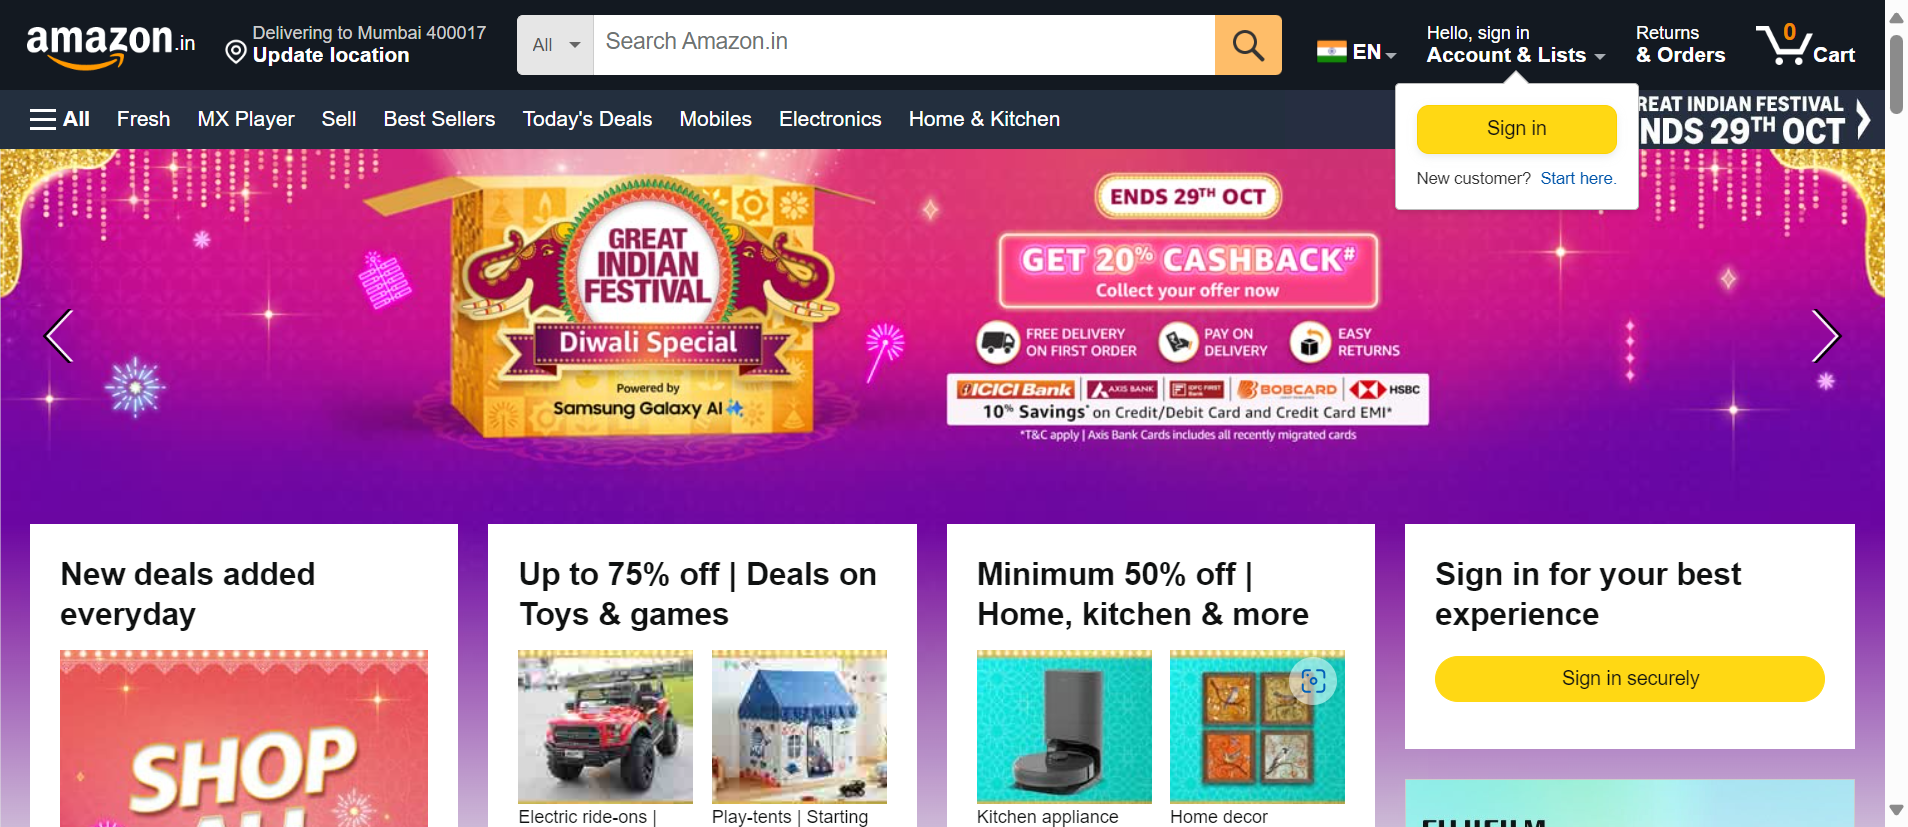 amazon.in
Delivering to Mumbai 400017
Update location
All
Search Amazon.in
EN
Hello, sign in
Account & Lists
Returns
& Orders
0
Cart
All
Fresh
MX Player
Sell
Best Sellers
Today's Deals
Mobiles
Electronics
Home & Kitchen
REAT INDIAN FESTIVAL
NDS 29TH OCT
Sign in
New customer? Start here.
GREAT
INDIAN
FESTIVAL
Diwali Special
Powered by
Samsung Galaxy AI
ENDS 29TH OCT
GET 20% CASHBACK#
Collect your offer now
FREE DELIVERY
ON FIRST ORDER
PAY ON
DELIVERY
EASY
RETURNS
ICICI Bank
AXIS BANK
IDFC FIRST
Bank
BOBCARD
HSBC
10% Savings* on Credit/Debit Card and Credit Card EMI*
*T&C apply | Axis Bank Cards includes all recently migrated cards
New deals added
everyday
SHOP
ALL
Up to 75% off | Deals on
Toys & games
Electric ride-ons |
Play-tents | Starting
Minimum 50% off |
Home, kitchen & more
Kitchen appliance
Home decor
Sign in for your best
experience
Sign in securely
FUJIFILM